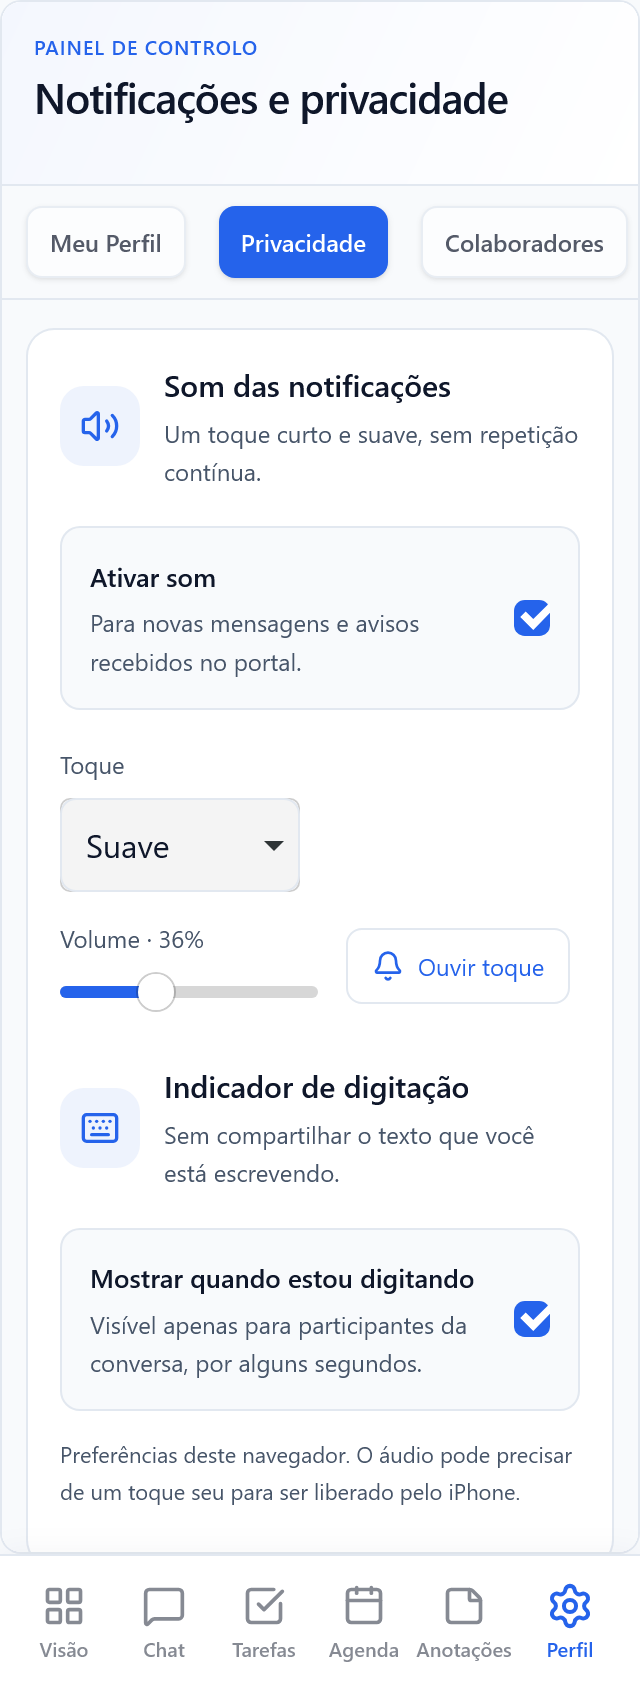 PAINEL DE CONTROLO
Notificações e privacidade
Meu Perfil
Privacidade
Colaboradores
Som das notificações
Um toque curto e suave, sem repetição
contínua.
Ativar som
Para novas mensagens e avisos
recebidos no portal.
Toque
Suave
Volume · 36%
Ouvir toque
Indicador de digitação
Sem compartilhar o texto que você
está escrevendo.
Mostrar quando estou digitando
Visível apenas para participantes da
conversa, por alguns segundos.
Preferências deste navegador. O áudio pode precisar
de um toque seu para ser liberado pelo iPhone.
Visão
Chat
Tarefas
Agenda
Anotações
Perfil